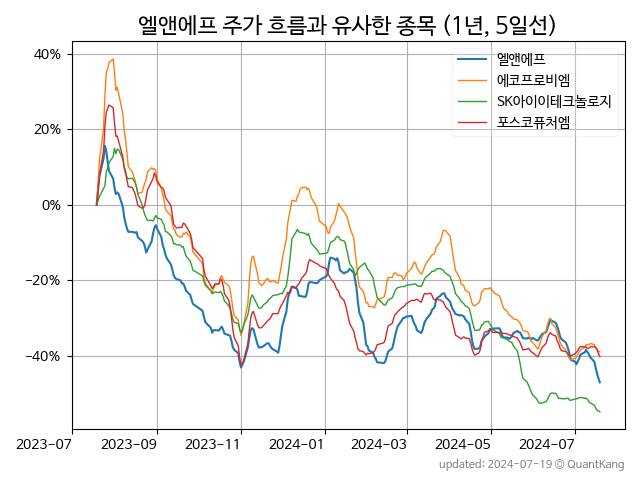 엘앤에프 주가 흐름과 유사한 종목 (1년, 5일선)
엘앤에프
에코프로비엠
SK아이이테크놀로지
포스코퓨처엠
40%
20%
0%
−20%
−40%
2023-07
2023-09
2023-11
2024-01
2024-03
2024-05
2024-07
updated: 2024-07-19 © QuantKang